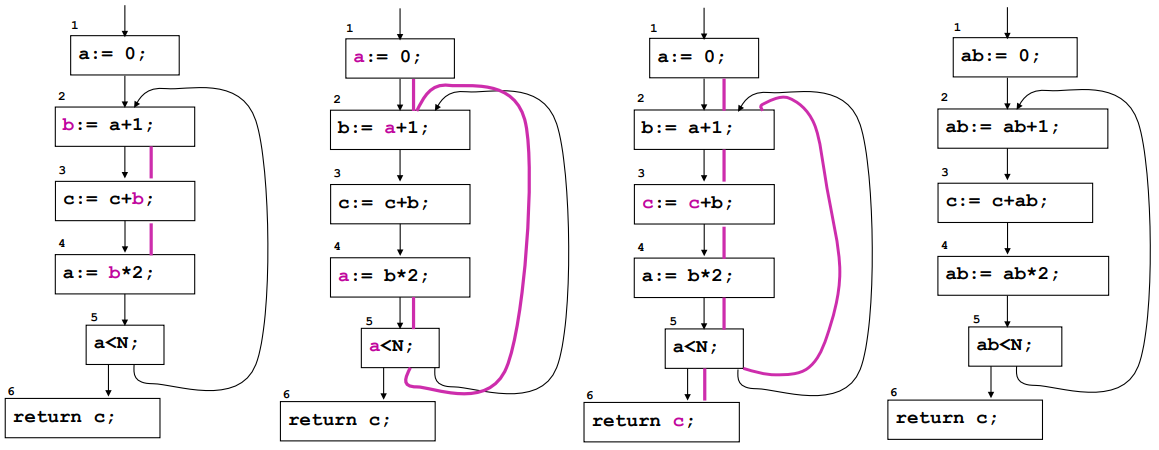 1
a:= 0;
2
b:= a+1;
3
c:= c+b;
4
a:= b*2;
5
a<N;
6
return c;
1
a:= 0;
2
b:= a+1;
3
c:= c+b;
4
a:= b*2;
5
a<N;
6
return c;
1
a:= 0;
2
b:= a+1;
3
c:= c+b;
4
a:= b*2;
5
a<N;
6
return c;
1
ab:= 0;
2
ab:= ab+1;
3
c:= c+ab;
4
ab:= ab*2;
5
ab<N;
6
return c;